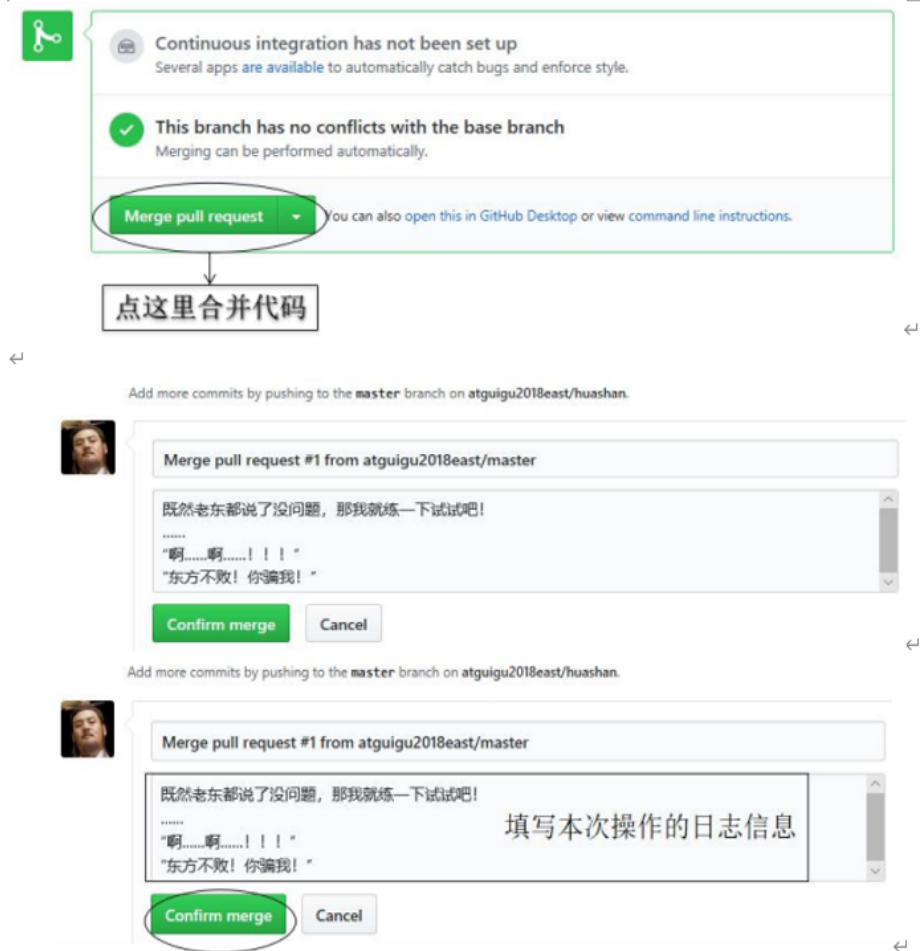 Continuous integration has not been set up
Several apps are available to automatically catch bugs and enforce style.
This branch has no conflicts with the base branch
Merging can be performed automatically.
Merge pull request You can also open this in GitHub Desktop or view command line instructions.
点这里合并代码
Add more commits by pushing to the master branch on atguigu2018east/huashan.
Merge pull request #1 from atguigu2018east/master
既然老东都说了没问题，那我就练一下试试吧！
......
"啊......啊......！！！"
"东方不败！你骗我！"
Confirm merge Cancel
Add more commits by pushing to the master branch on atguigu2018east/huashan.
Merge pull request #1 from atguigu2018east/master
既然老东都说了没问题，那我就练一下试试吧！
......
填写本次操作的日志信息
"啊......啊......！！！"
"东方不败！你骗我！"
Confirm merge Cancel